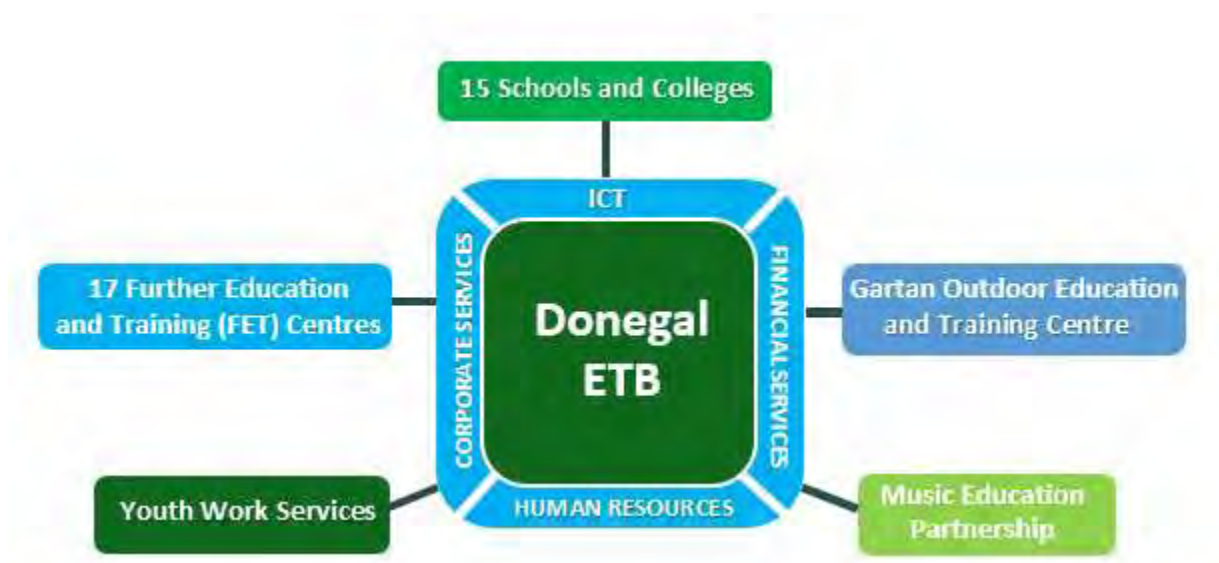 15 Schools and Colleges
ICT
17 Further Education
and Training (FET) Centres
CORPORATE SERVICES
Donegal
ETB
FINANCIAL SERVICES
Gartan Outdoor Education
and Training Centre
Youth Work Services
HUMAN RESOURCES
Music Education
Partnership